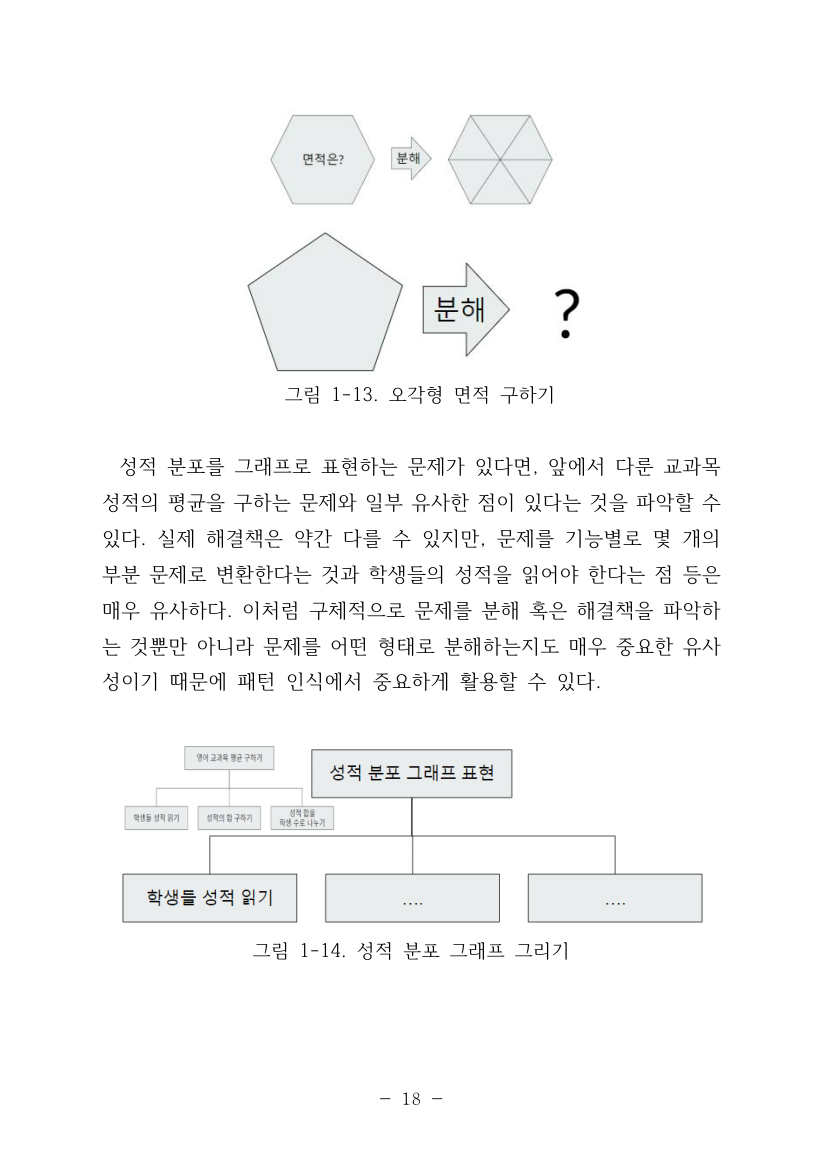 면적은?
분해
분해
?
그림 1-13. 오각형 면적 구하기
성적 분포를 그래프로 표현하는 문제가 있다면, 앞에서 다룬 교과목
성적의 평균을 구하는 문제와 일부 유사한 점이 있다는 것을 파악할 수
있다. 실제 해결책은 약간 다를 수 있지만, 문제를 기능별로 몇 개의
부분 문제로 변환한다는 것과 학생들의 성적을 읽어야 한다는 점 등은
매우 유사하다. 이처럼 구체적으로 문제를 분해 혹은 해결책을 파악하
는 것뿐만 아니라 문제를 어떤 형태로 분해하는지도 매우 중요한 유사
성이기 때문에 패턴 인식에서 중요하게 활용할 수 있다.
영어 교과목 평균 구하기
학생들 성적 읽기
성적의 합 구하기
성적 합을
학생 수로 나누기
성적 분포 그래프 표현
학생들 성적 읽기
....
....
그림 1-14. 성적 분포 그래프 그리기
- 18 -